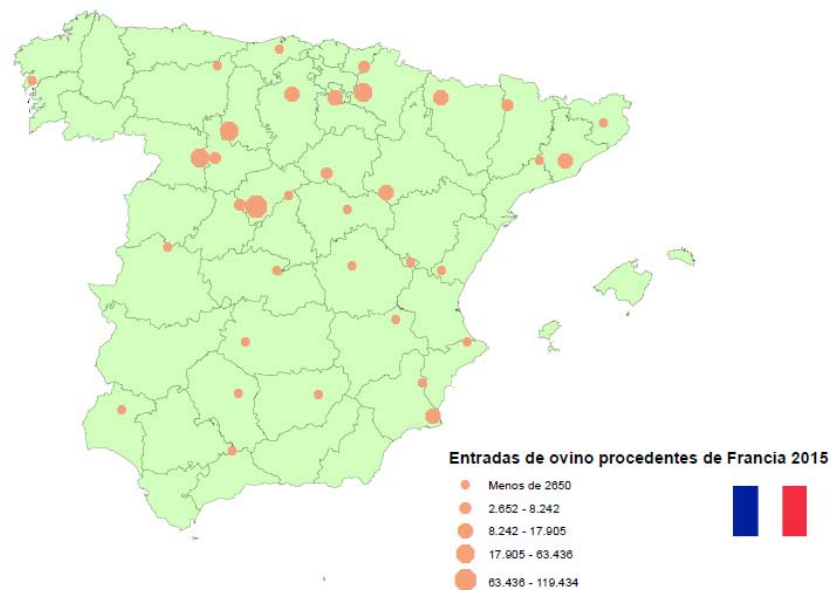 Entradas de ovino procedentes de Francia 2015
Menos de 2650
2.652 - 8.242
8.242 - 17.905
17.905 - 63.436
63.436 - 119.434